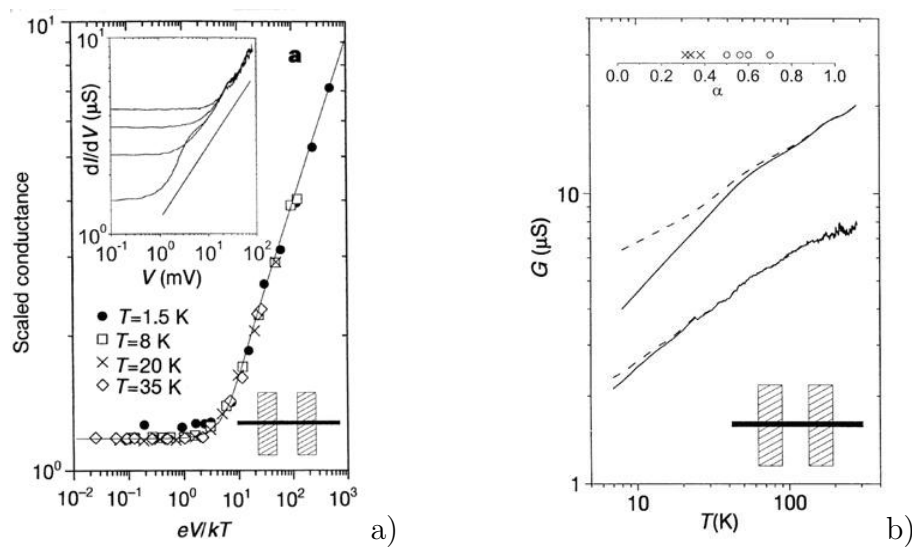 10¹
10¹
dI/dV (μS)
10⁰
10⁻¹ 10⁰ 10¹ 10²
V (mV)
a
Scaled conductance
T=1.5 K
T=8 K
T=20 K
T=35 K
10⁰
10⁻² 10⁻¹ 10⁰ 10¹ 10² 10³
eV/kT
a)
0.0 0.2 0.4 0.6 0.8 1.0
α
10
G (μS)
1
10 100
T(K)
b)